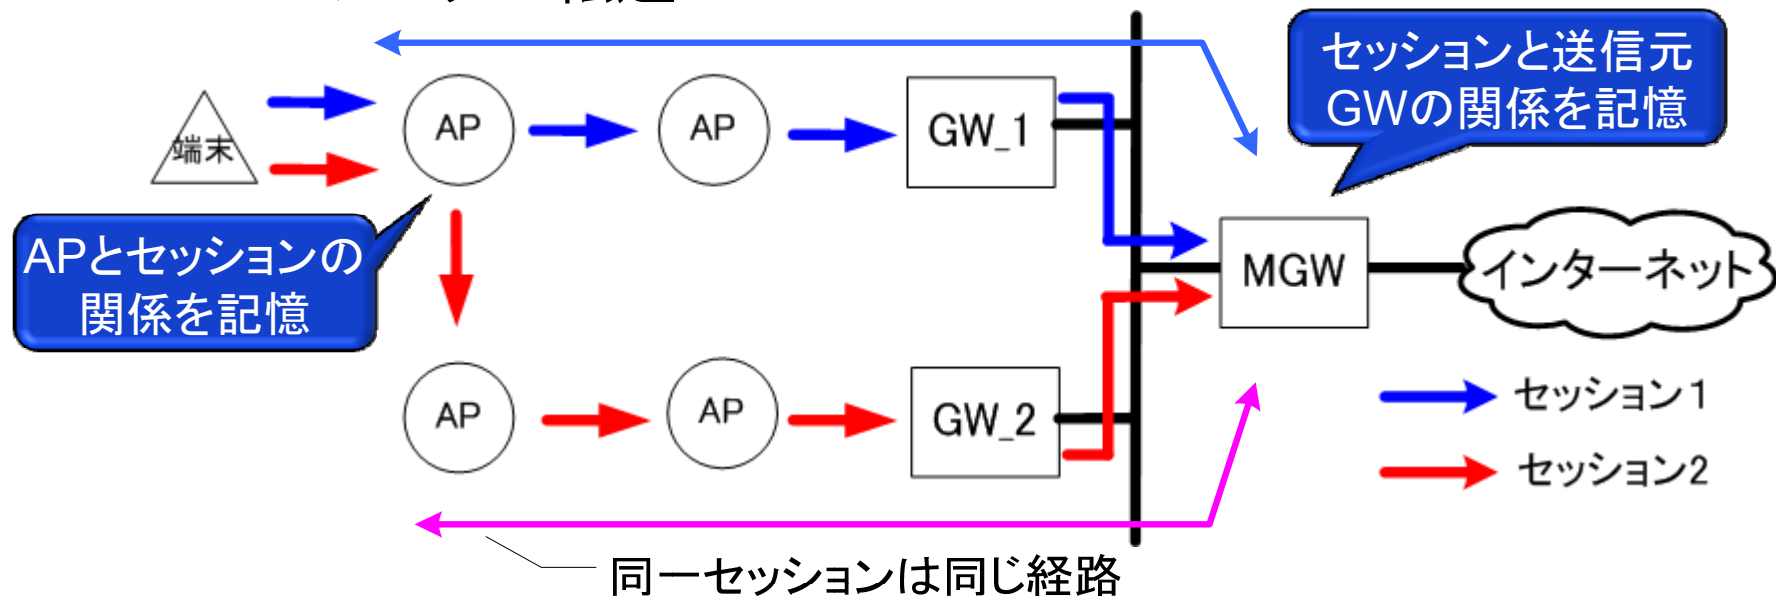 セッションと送信元
GWの関係を記憶
端末
AP
AP
GW_1
APとセッションの
関係を記憶
MGW
インターネット
AP
AP
GW_2
セッション1
セッション2
同一セッションは同じ経路